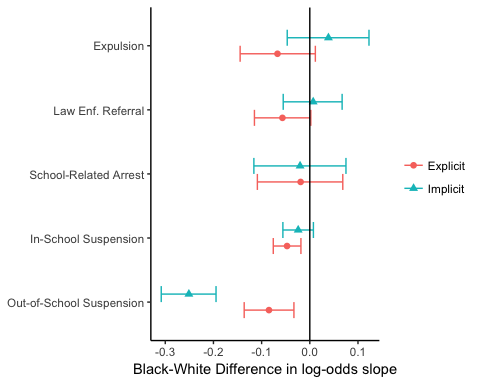 Expulsion
Law Enf. Referral
School-Related Arrest
In-School Suspension
Out-of-School Suspension
-0.3 -0.2 -0.1 0.0 0.1
Black-White Difference in log-odds slope
Explicit
Implicit